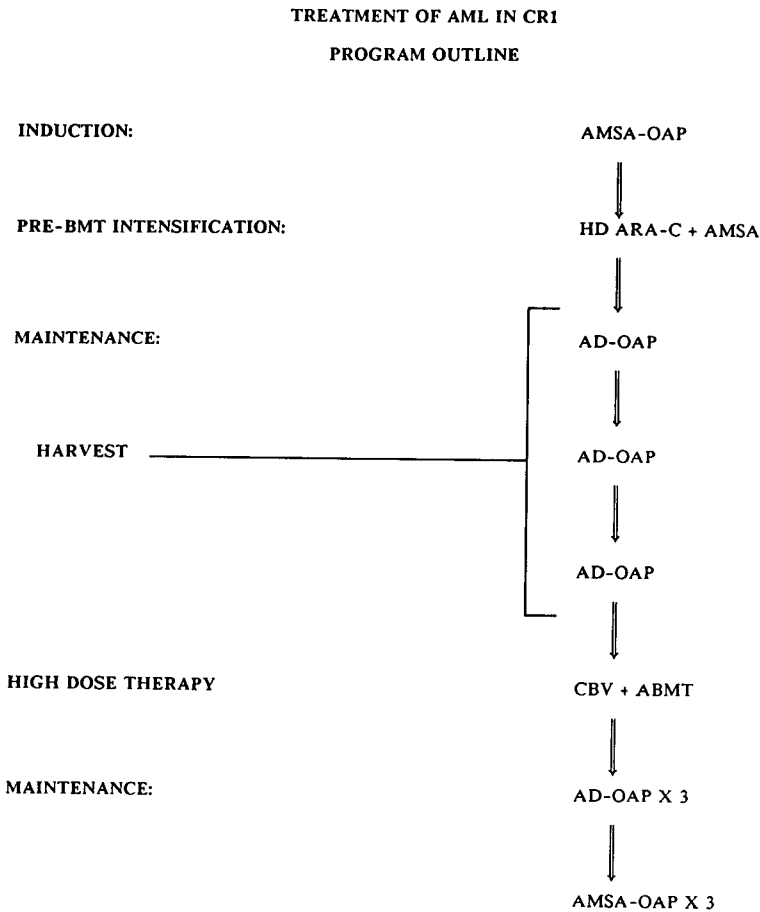 TREATMENT OF AML IN CR1
PROGRAM OUTLINE
INDUCTION: AMSA-OAP
PRE-BMT INTENSIFICATION: HD ARA-C + AMSA
MAINTENANCE: AD-OAP
HARVEST AD-OAP
AD-OAP
HIGH DOSE THERAPY CBV + ABMT
MAINTENANCE: AD-OAP X 3
AMSA-OAP X 3